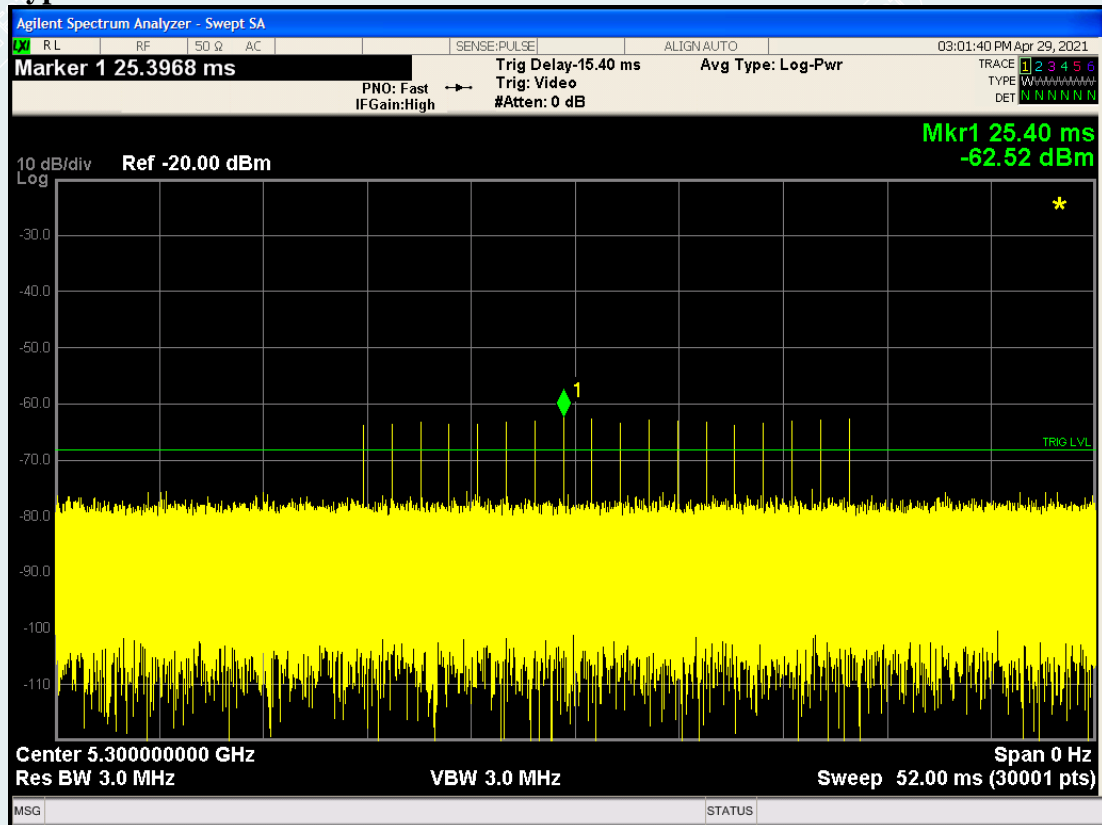 Agilent Spectrum Analyzer - Swept SA
LXI RL RF 50 Ω AC SENSE:PULSE ALIGN AUTO 03:01:40 PM Apr 29, 2021
Marker 1 25.3968 ms Trig Delay-15.40 ms Avg Type: Log-Pwr TRACE 1 2 3 4 5 6
PNO: Fast Trig: Video TYPE
IFGain:High #Atten: 0 dB DET N N N N N N
Mkr1 25.40 ms
10 dB/div Ref -20.00 dBm -62.52 dBm
Log
*
-30.0
-40.0
-50.0
1
-60.0
TRIG LVL
-70.0
-80.0
-90.0
-100
-110
Center 5.300000000 GHz Span 0 Hz
Res BW 3.0 MHz VBW 3.0 MHz Sweep 52.00 ms (30001 pts)
MSG STATUS